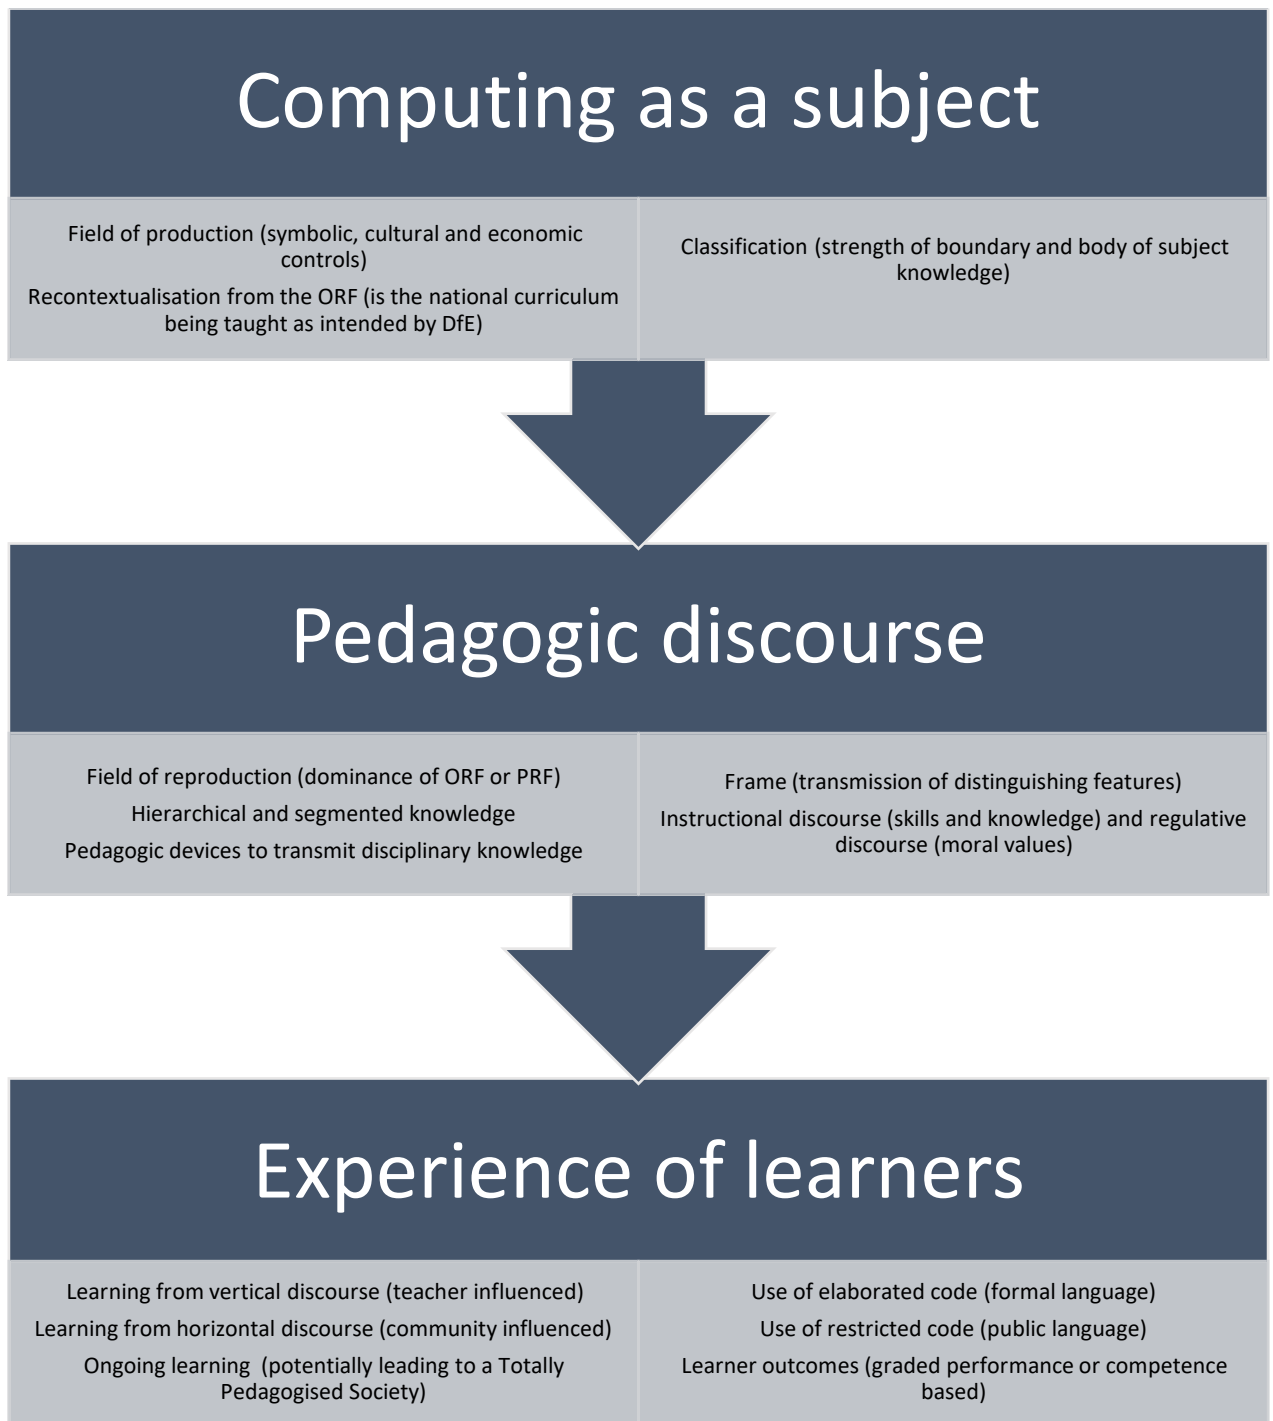 Computing as a subject
Field of production (symbolic, cultural and economic
controls)
Recontextualisation from the ORF (is the national curriculum
being taught as intended by DfE)
Classification (strength of boundary and body of subject
knowledge)
Pedagogic discourse
Field of reproduction (dominance of ORF or PRF)
Hierarchical and segmented knowledge
Pedagogic devices to transmit disciplinary knowledge
Frame (transmission of distinguishing features)
Instructional discourse (skills and knowledge) and regulative
discourse (moral values)
Experience of learners
Learning from vertical discourse (teacher influenced)
Learning from horizontal discourse (community influenced)
Ongoing learning  (potentially leading to a Totally
Pedagogised Society)
Use of elaborated code (formal language)
Use of restricted code (public language)
Learner outcomes (graded performance or competence
based)